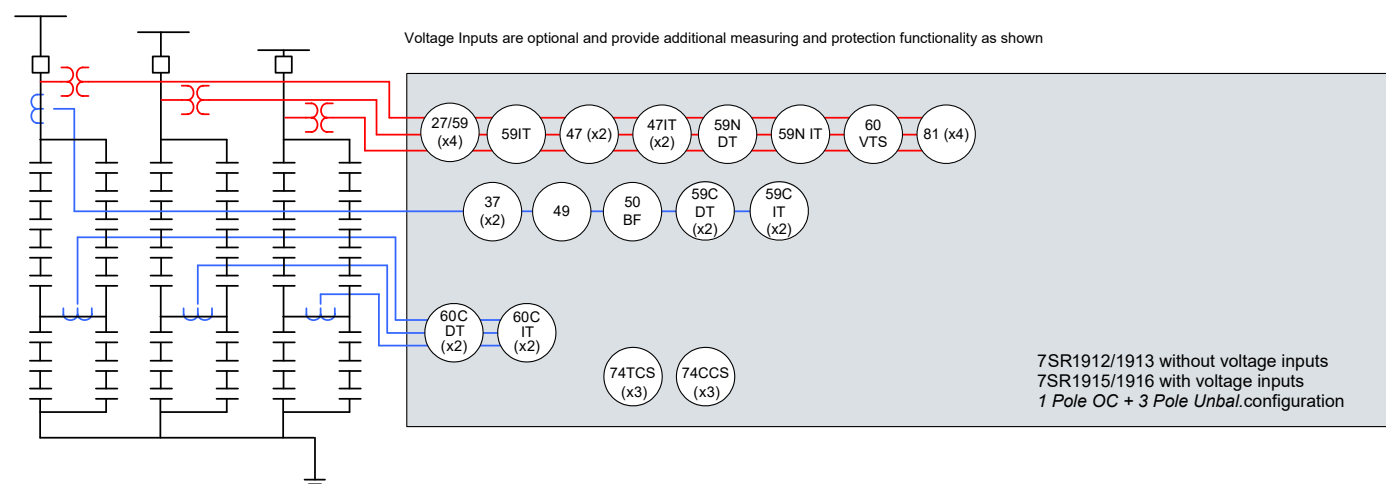 Voltage Inputs are optional and provide additional measuring and protection functionality as shown
27/59
(x4)
59IT
47 (x2)
47IT
(x2)
59N
DT
59N IT
60
VTS
81 (x4)
37
(x2)
49
50
BF
59C
DT
(x2)
59C
IT
(x2)
60C
DT
(x2)
60C
IT
(x2)
74TCS
(x3)
74CCS
(x3)
7SR1912/1913 without voltage inputs
7SR1915/1916 with voltage inputs
1 Pole OC + 3 Pole Unbal.configuration